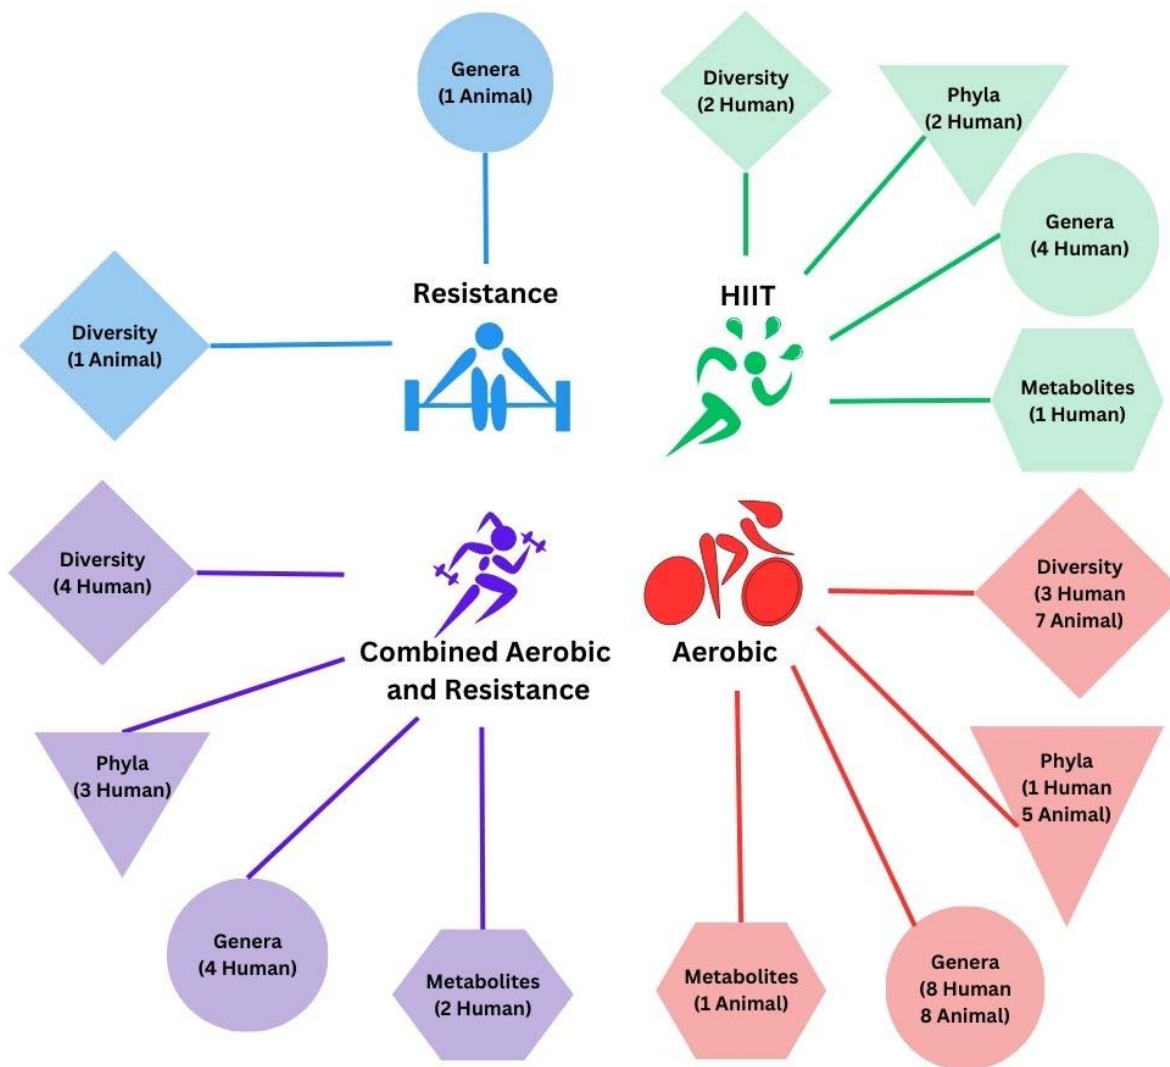 Genera
(1 Animal)
Diversity
(1 Animal)
Resistance
Diversity
(2 Human)
Phyla
(2 Human)
Genera
(4 Human)
HIIT
Metabolites
(1 Human)
Diversity
(4 Human)
Combined Aerobic
and Resistance
Phyla
(3 Human)
Genera
(4 Human)
Metabolites
(2 Human)
Aerobic
Diversity
(3 Human
7 Animal)
Phyla
(1 Human
5 Animal)
Genera
(8 Human
8 Animal)
Metabolites
(1 Animal)